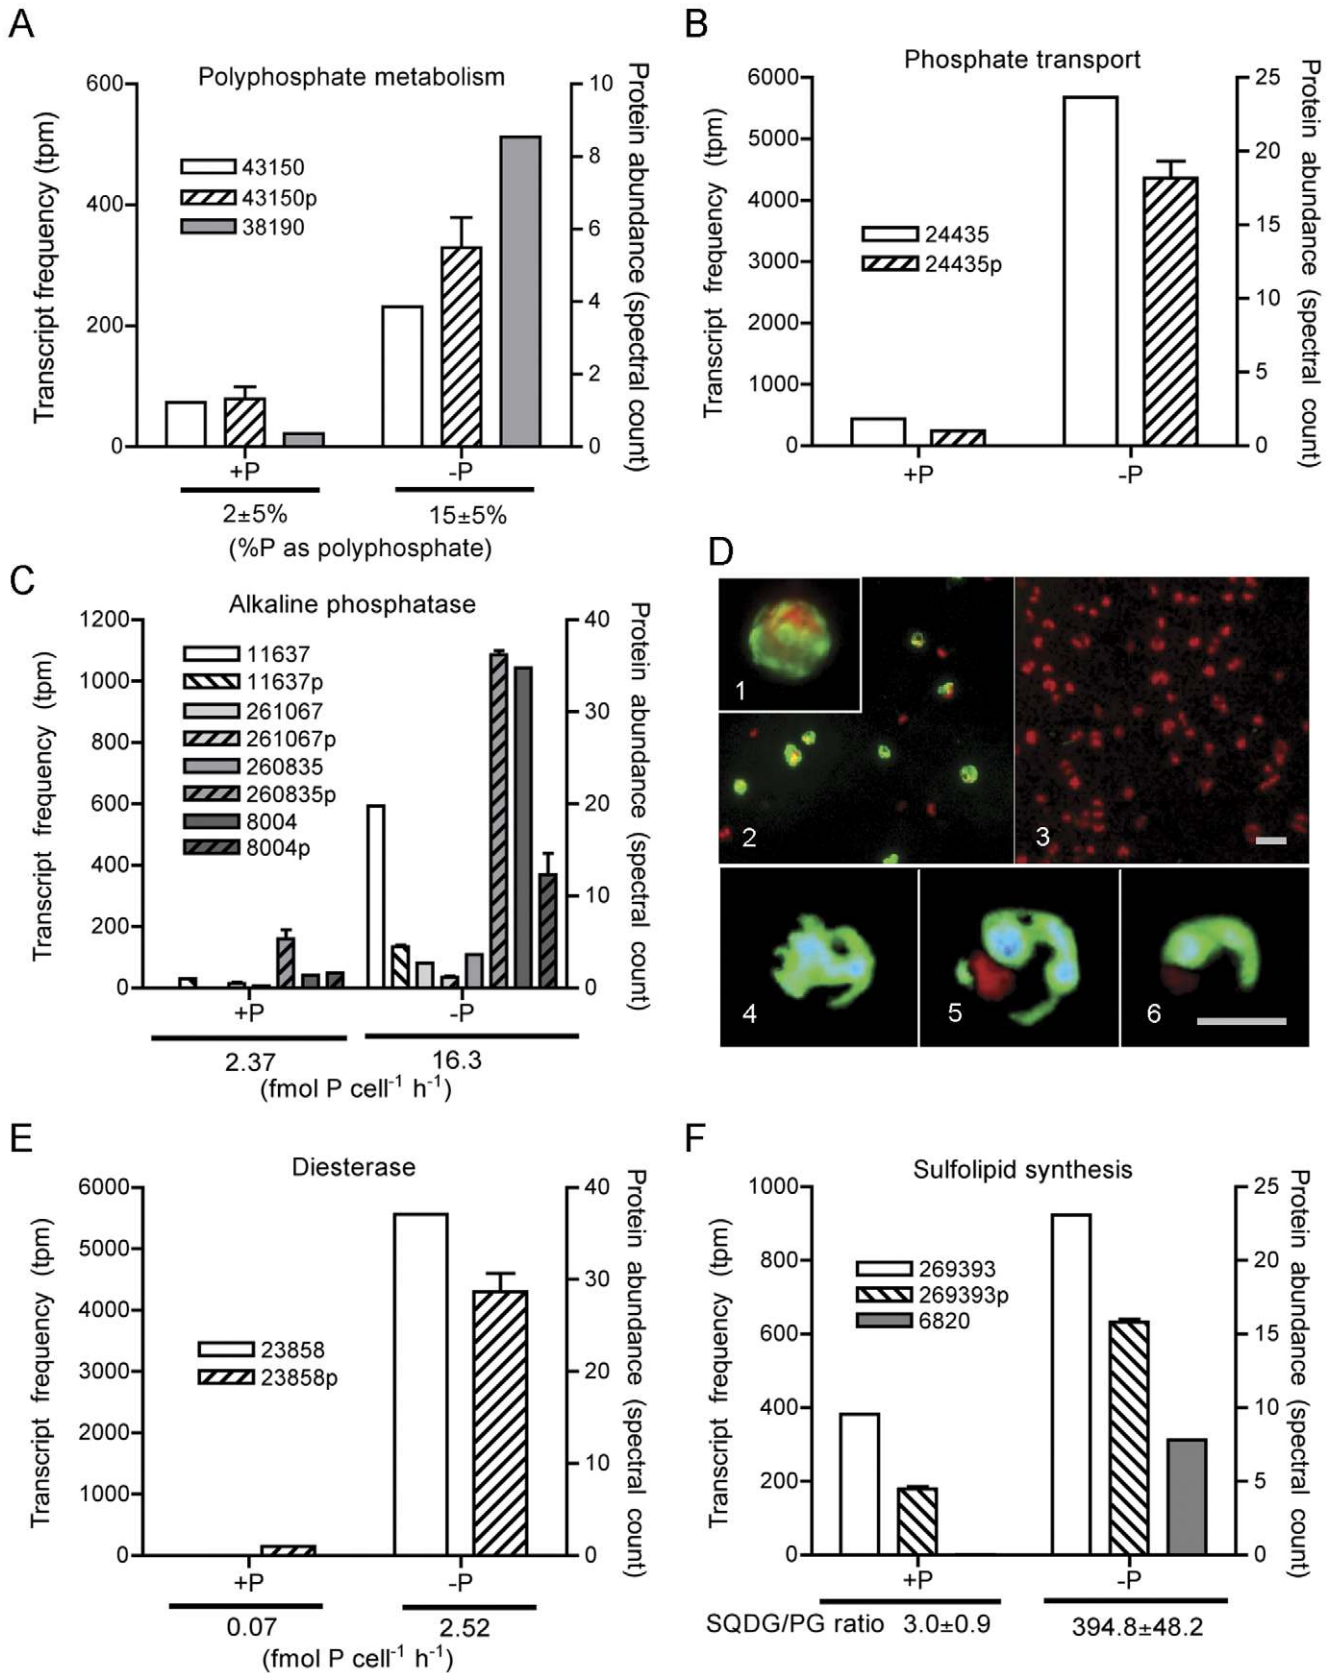 A
Polyphosphate metabolism
Transcript frequency (tpm)
Protein abundance (spectral count)
600
400
200
0
10
8
6
4
2
0
43150
43150p
38190
+P
-P
2±5%
15±5%
(%P as polyphosphate)
B
Phosphate transport
Transcript frequency (tpm)
Protein abundance (spectral count)
6000
5000
4000
3000
2000
1000
0
25
20
15
10
5
0
24435
24435p
+P
-P
C
Alkaline phosphatase
Transcript frequency (tpm)
Protein abundance (spectral count)
1200
1000
800
600
400
200
0
40
30
20
10
0
11637
11637p
261067
261067p
260835
260835p
8004
8004p
+P
-P
2.37
16.3
(fmol P cell⁻¹ h⁻¹)
D
1
2
3
4
5
6
E
Diesterase
Transcript frequency (tpm)
Protein abundance (spectral count)
6000
5000
4000
3000
2000
1000
0
40
30
20
10
0
23858
23858p
+P
-P
0.07
2.52
(fmol P cell⁻¹ h⁻¹)
F
Sulfolipid synthesis
Transcript frequency (tpm)
Protein abundance (spectral count)
1000
800
600
400
200
0
25
20
15
10
5
0
269393
269393p
6820
+P
-P
SQDG/PG ratio 3.0±0.9 394.8±48.2